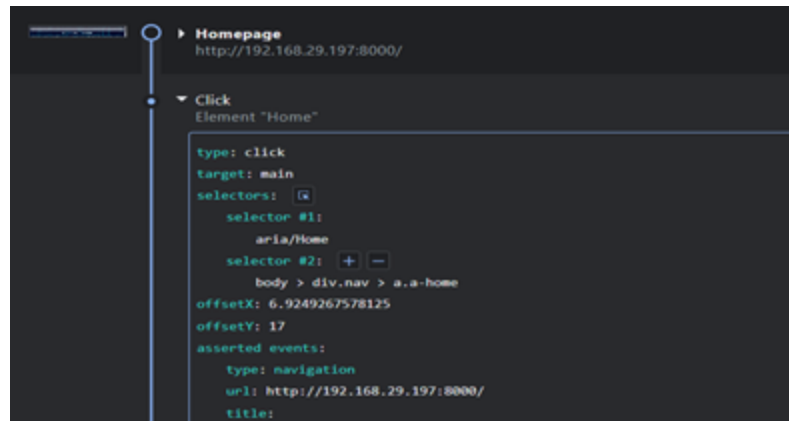 Homepage
http://192.168.29.197:8000/
Click
Element "Home"
type: click
target: main
selectors:
selector #1:
aria/Home
selector #2:
body > div.nav > a.a-home
offsetX: 6.9249267578125
offsetY: 17
asserted events:
type: navigation
url: http://192.168.29.197:8000/
title: